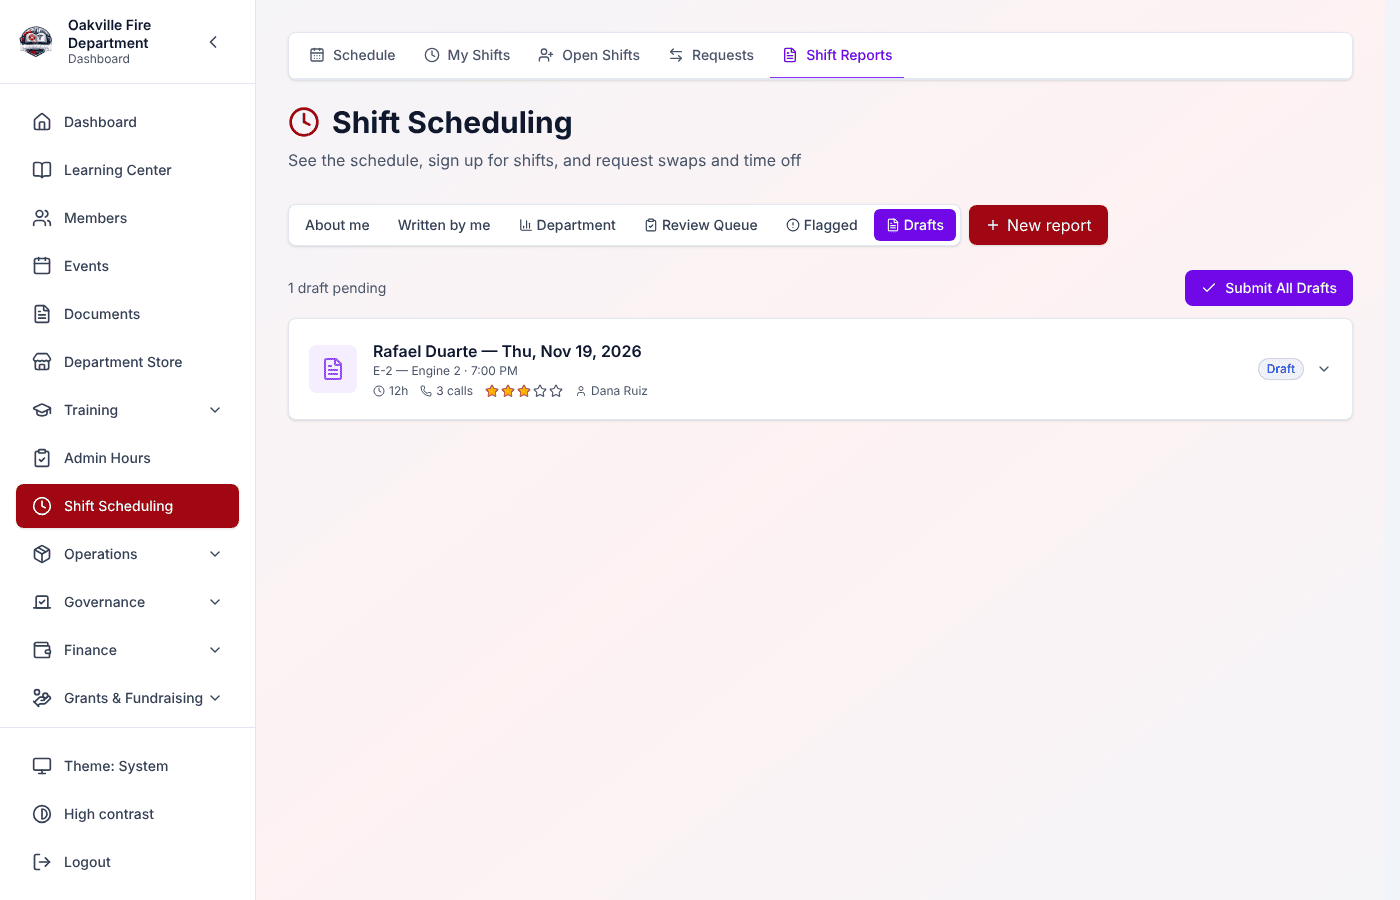 Oakville Fire
Department
Dashboard
Dashboard
Learning Center
Members
Events
Documents
Department Store
Training
Admin Hours
Shift Scheduling
Operations
Governance
Finance
Grants & Fundraising
Theme: System
High contrast
Logout
Schedule
My Shifts
Open Shifts
Requests
Shift Reports
Shift Scheduling
See the schedule, sign up for shifts, and request swaps and time off
About me
Written by me
Department
Review Queue
Flagged
Drafts
New report
1 draft pending
Submit All Drafts
Rafael Duarte — Thu, Nov 19, 2026
E-2 — Engine 2 · 7:00 PM
12h
3 calls
Dana Ruiz
Draft